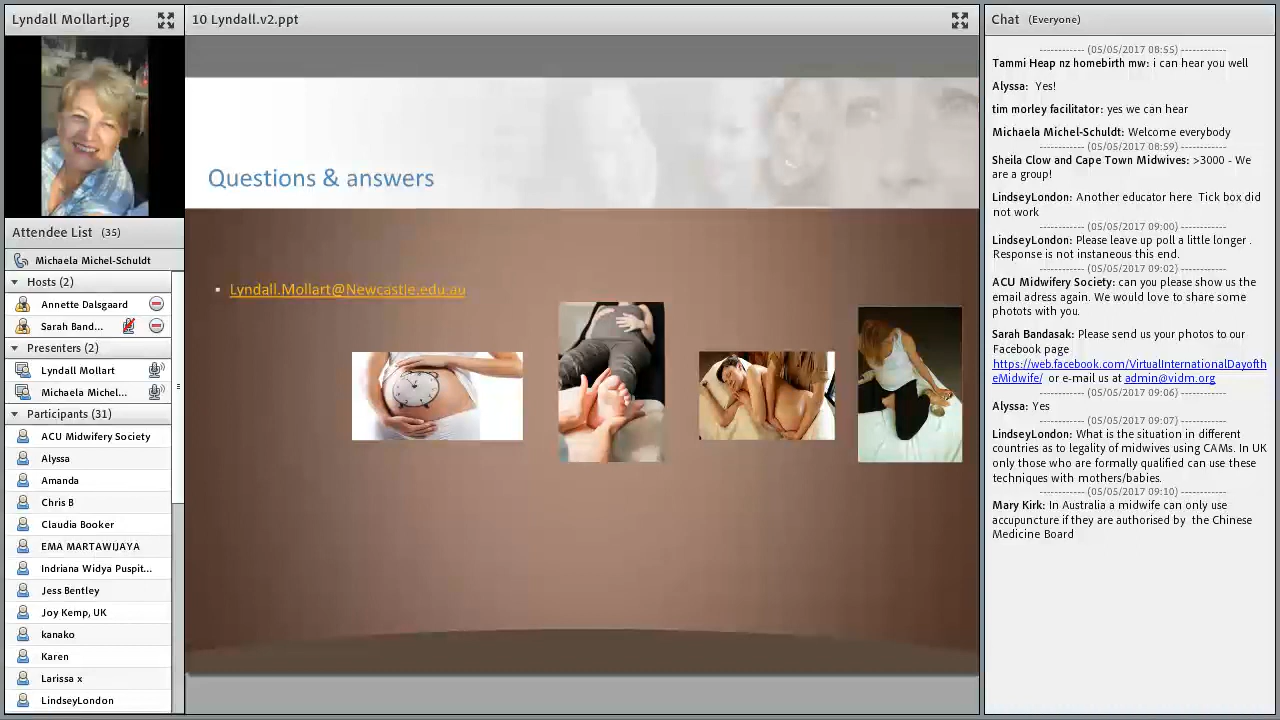 Lyndall Mollart.jpg
10 Lyndall.v2.ppt
Chat (Everyone)
Questions & answers
▪ Lyndall.Mollart@Newcastle.edu.au
Attendee List (35)
Michaela Michel-Schuldt
Hosts (2)
Annette Dalsgaard
Sarah Band...
Presenters (2)
Lyndall Mollart
Michaela Michel...
Participants (31)
ACU Midwifery Society
Alyssa
Amanda
Chris B
Claudia Booker
EMA MARTAWIJAYA
Indriana Widya Puspit...
Jess Bentley
Joy Kemp, UK
kanako
Karen
Larissa x
LindseyLondon
------------ (05/05/2017 08:55) ------------
Tammi Heap nz homebirth mw: i can hear you well
Alyssa: Yes!
tim morley facilitator: yes we can hear
Michaela Michel-Schuldt: Welcome everybody
------------ (05/05/2017 08:59) ------------
Sheila Clow and Cape Town Midwives: >3000 - We
are a group!
LindseyLondon: Another educator here Tick box did
not work
------------ (05/05/2017 09:00) ------------
LindseyLondon: Please leave up poll a little longer .
Response is not instaneous this end.
------------ (05/05/2017 09:02) ------------
ACU Midwifery Society: can you please show us the
email adress again. We would love to share some
photots with you.
Sarah Bandasak: Please send us your photos to our
Facebook page
https://web.facebook.com/VirtualInternationalDayofth
eMidwife/ or e-mail us at admin@vidm.org
------------ (05/05/2017 09:06) ------------
Alyssa: Yes
------------ (05/05/2017 09:07) ------------
LindseyLondon: What is the situation in different
countries as to legality of midwives using CAMs. In UK
only those who are formally qualified can use these
techniques with mothers/babies.
------------ (05/05/2017 09:10) ------------
Mary Kirk: In Australia a midwife can only use
accupuncture if they are authorised by the Chinese
Medicine Board